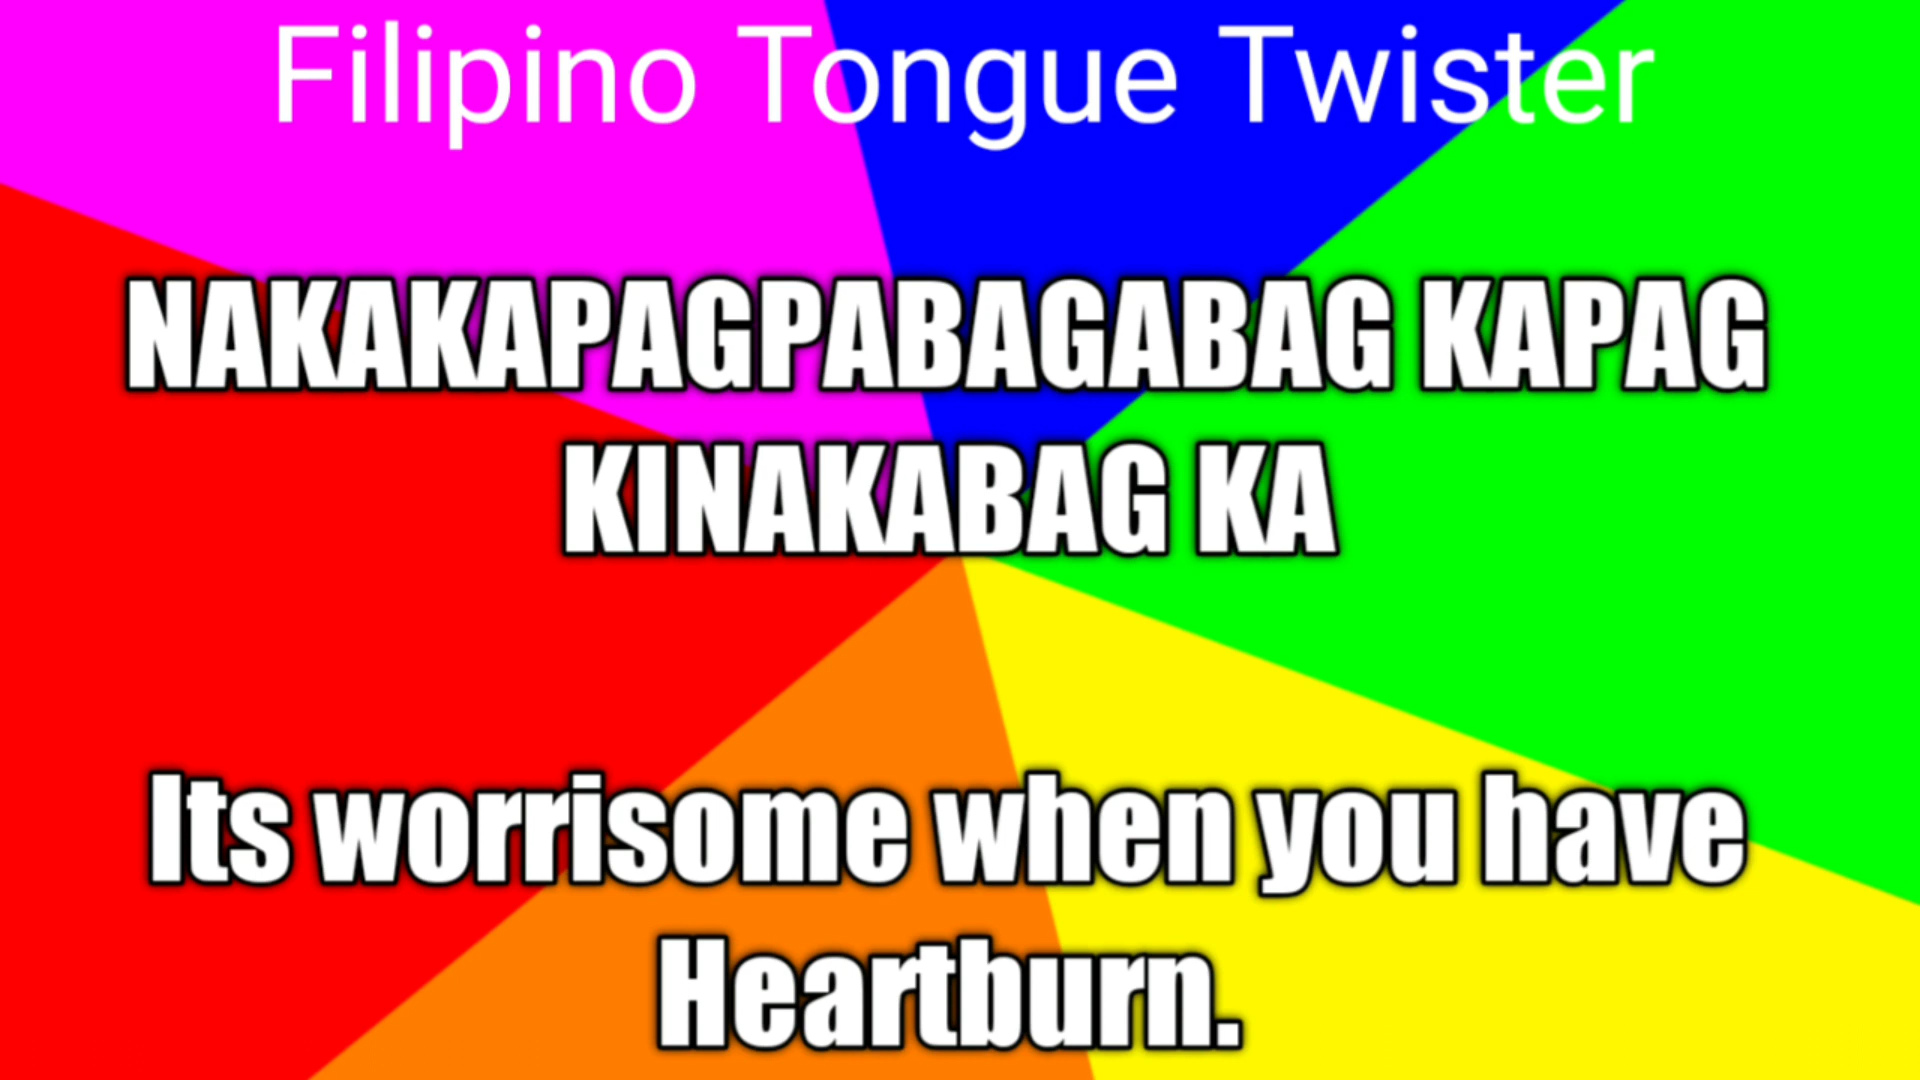 Filipino Tongue Twister
NAKAKAPAGPABAGABAG KAPAG
KINAKABAG KA
Its worrisome when you have
Heartburn.